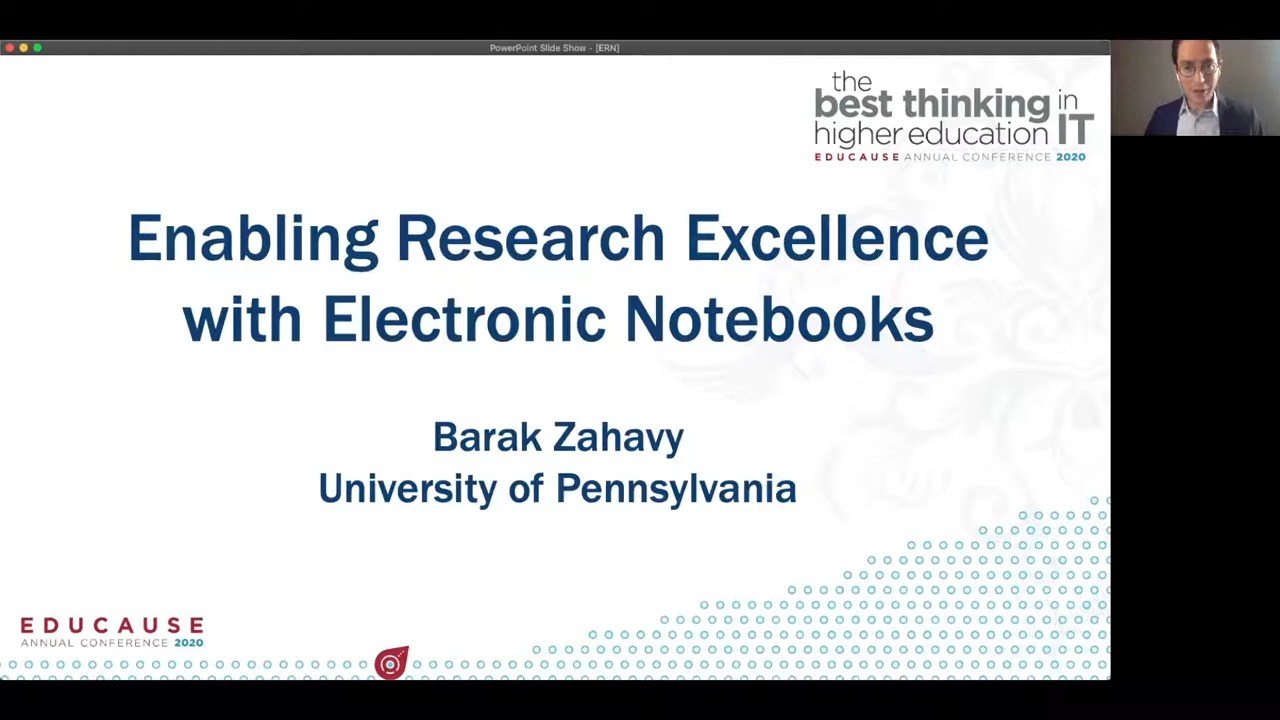 PowerPoint Slide Show - [ERN]
the
best thinking in
higher education IT
EDUCAUSE ANNUAL CONFERENCE 2020
Enabling Research Excellence
with Electronic Notebooks
Barak Zahavy
University of Pennsylvania
EDUCAUSE
ANNUAL CONFERENCE 2020